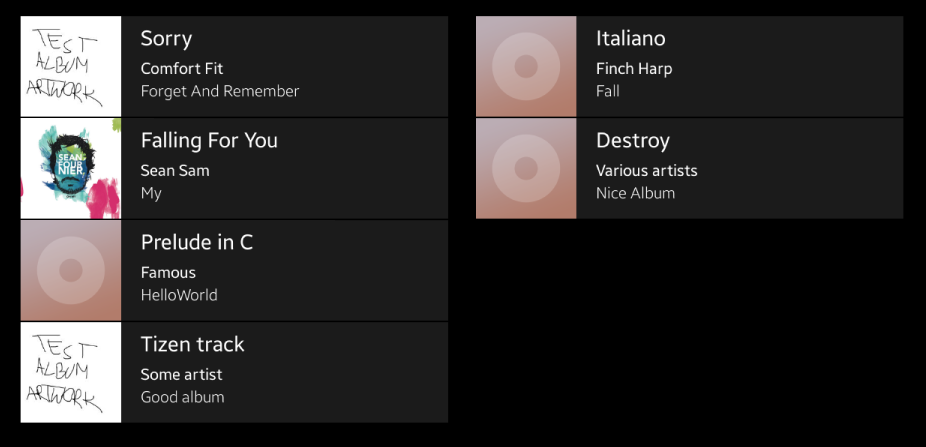 TEST
ALBUM
ARTWORK
Sorry
Comfort Fit
Forget And Remember
SEAN
FOUR
NIER
Falling For You
Sean Sam
My
Prelude in C
Famous
HelloWorld
TEST
ALBUM
ARTWORK
Tizen track
Some artist
Good album
Italiano
Finch Harp
Fall
Destroy
Various artists
Nice Album